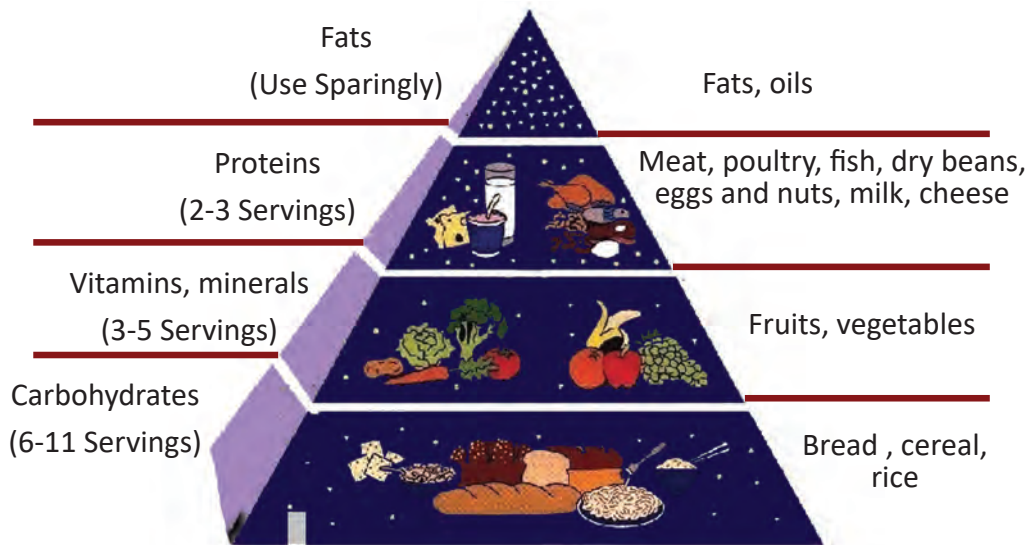 Fats
(Use Sparingly)
Fats, oils
Proteins
(2-3 Servings)
Meat, poultry, fish, dry beans,
eggs and nuts, milk, cheese
Vitamins, minerals
(3-5 Servings)
Fruits, vegetables
Carbohydrates
(6-11 Servings)
Bread , cereal,
rice